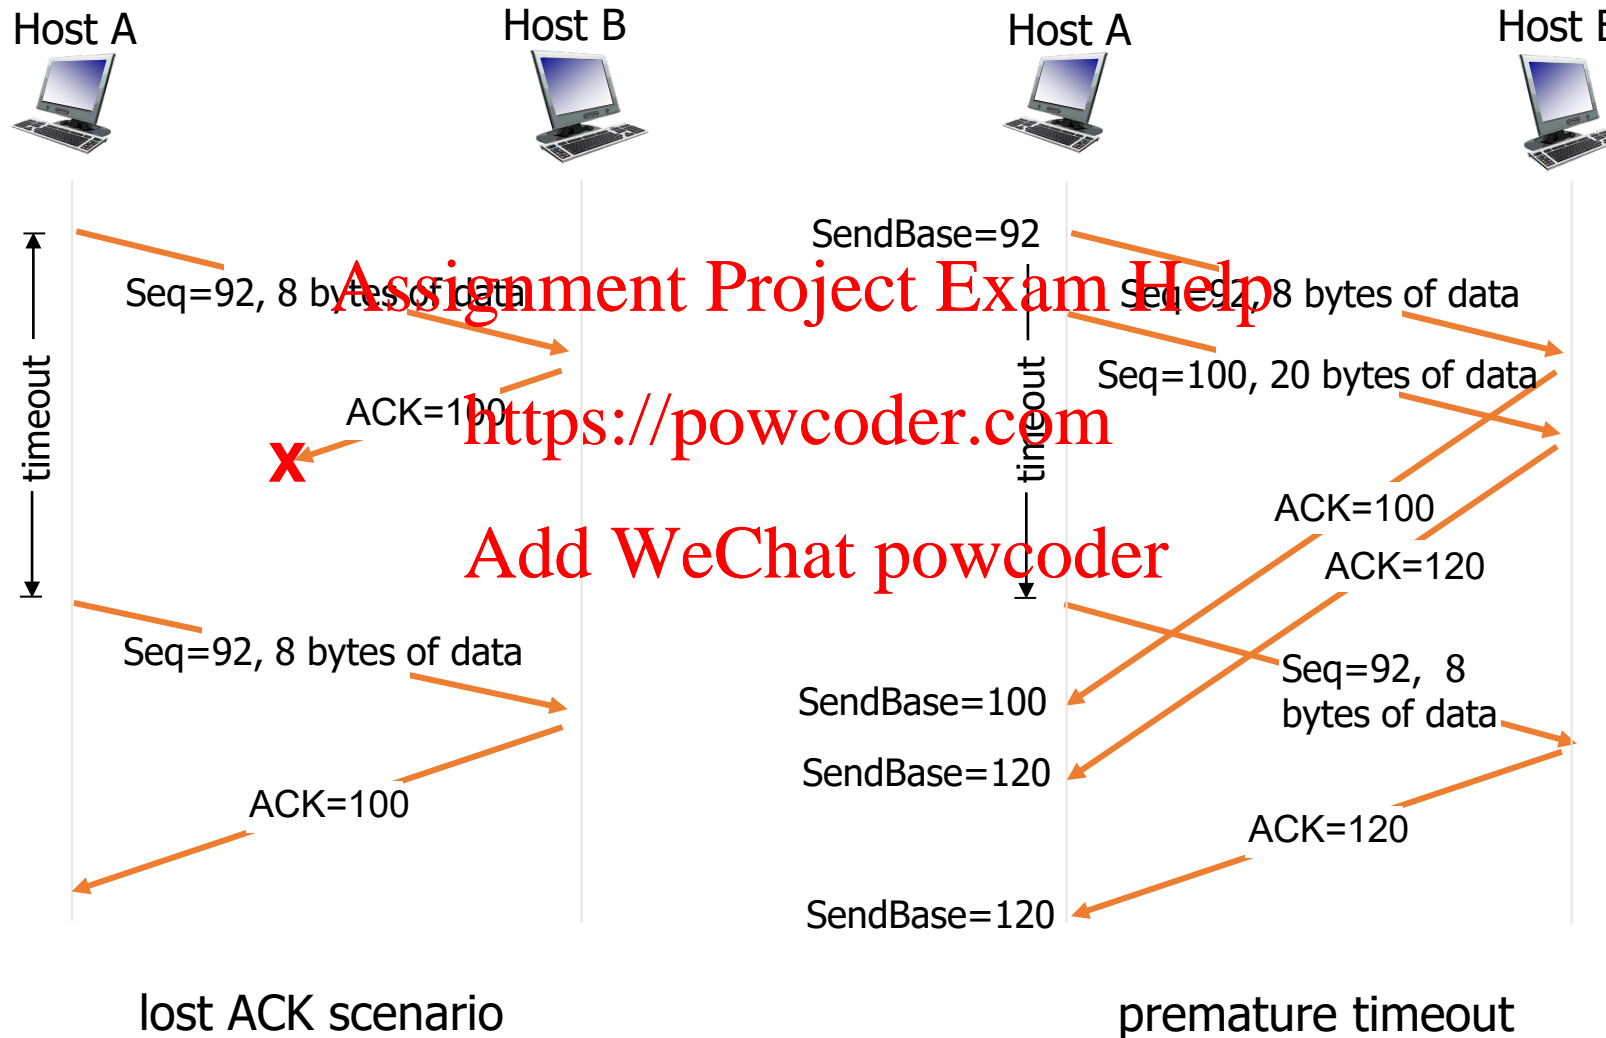 Host A
Host B
Seq=92, 8 bytes of data
ACK=100
X
timeout
Seq=92, 8 bytes of data
ACK=100
lost ACK scenario
Host A
Host B
SendBase=92
Seq=92, 8 bytes of data
Seq=100, 20 bytes of data
timeout
ACK=100
ACK=120
Seq=92, 8
bytes of data
SendBase=100
SendBase=120
ACK=120
SendBase=120
premature timeout
Assignment Project Exam Help
https://powcoder.com
Add WeChat powcoder